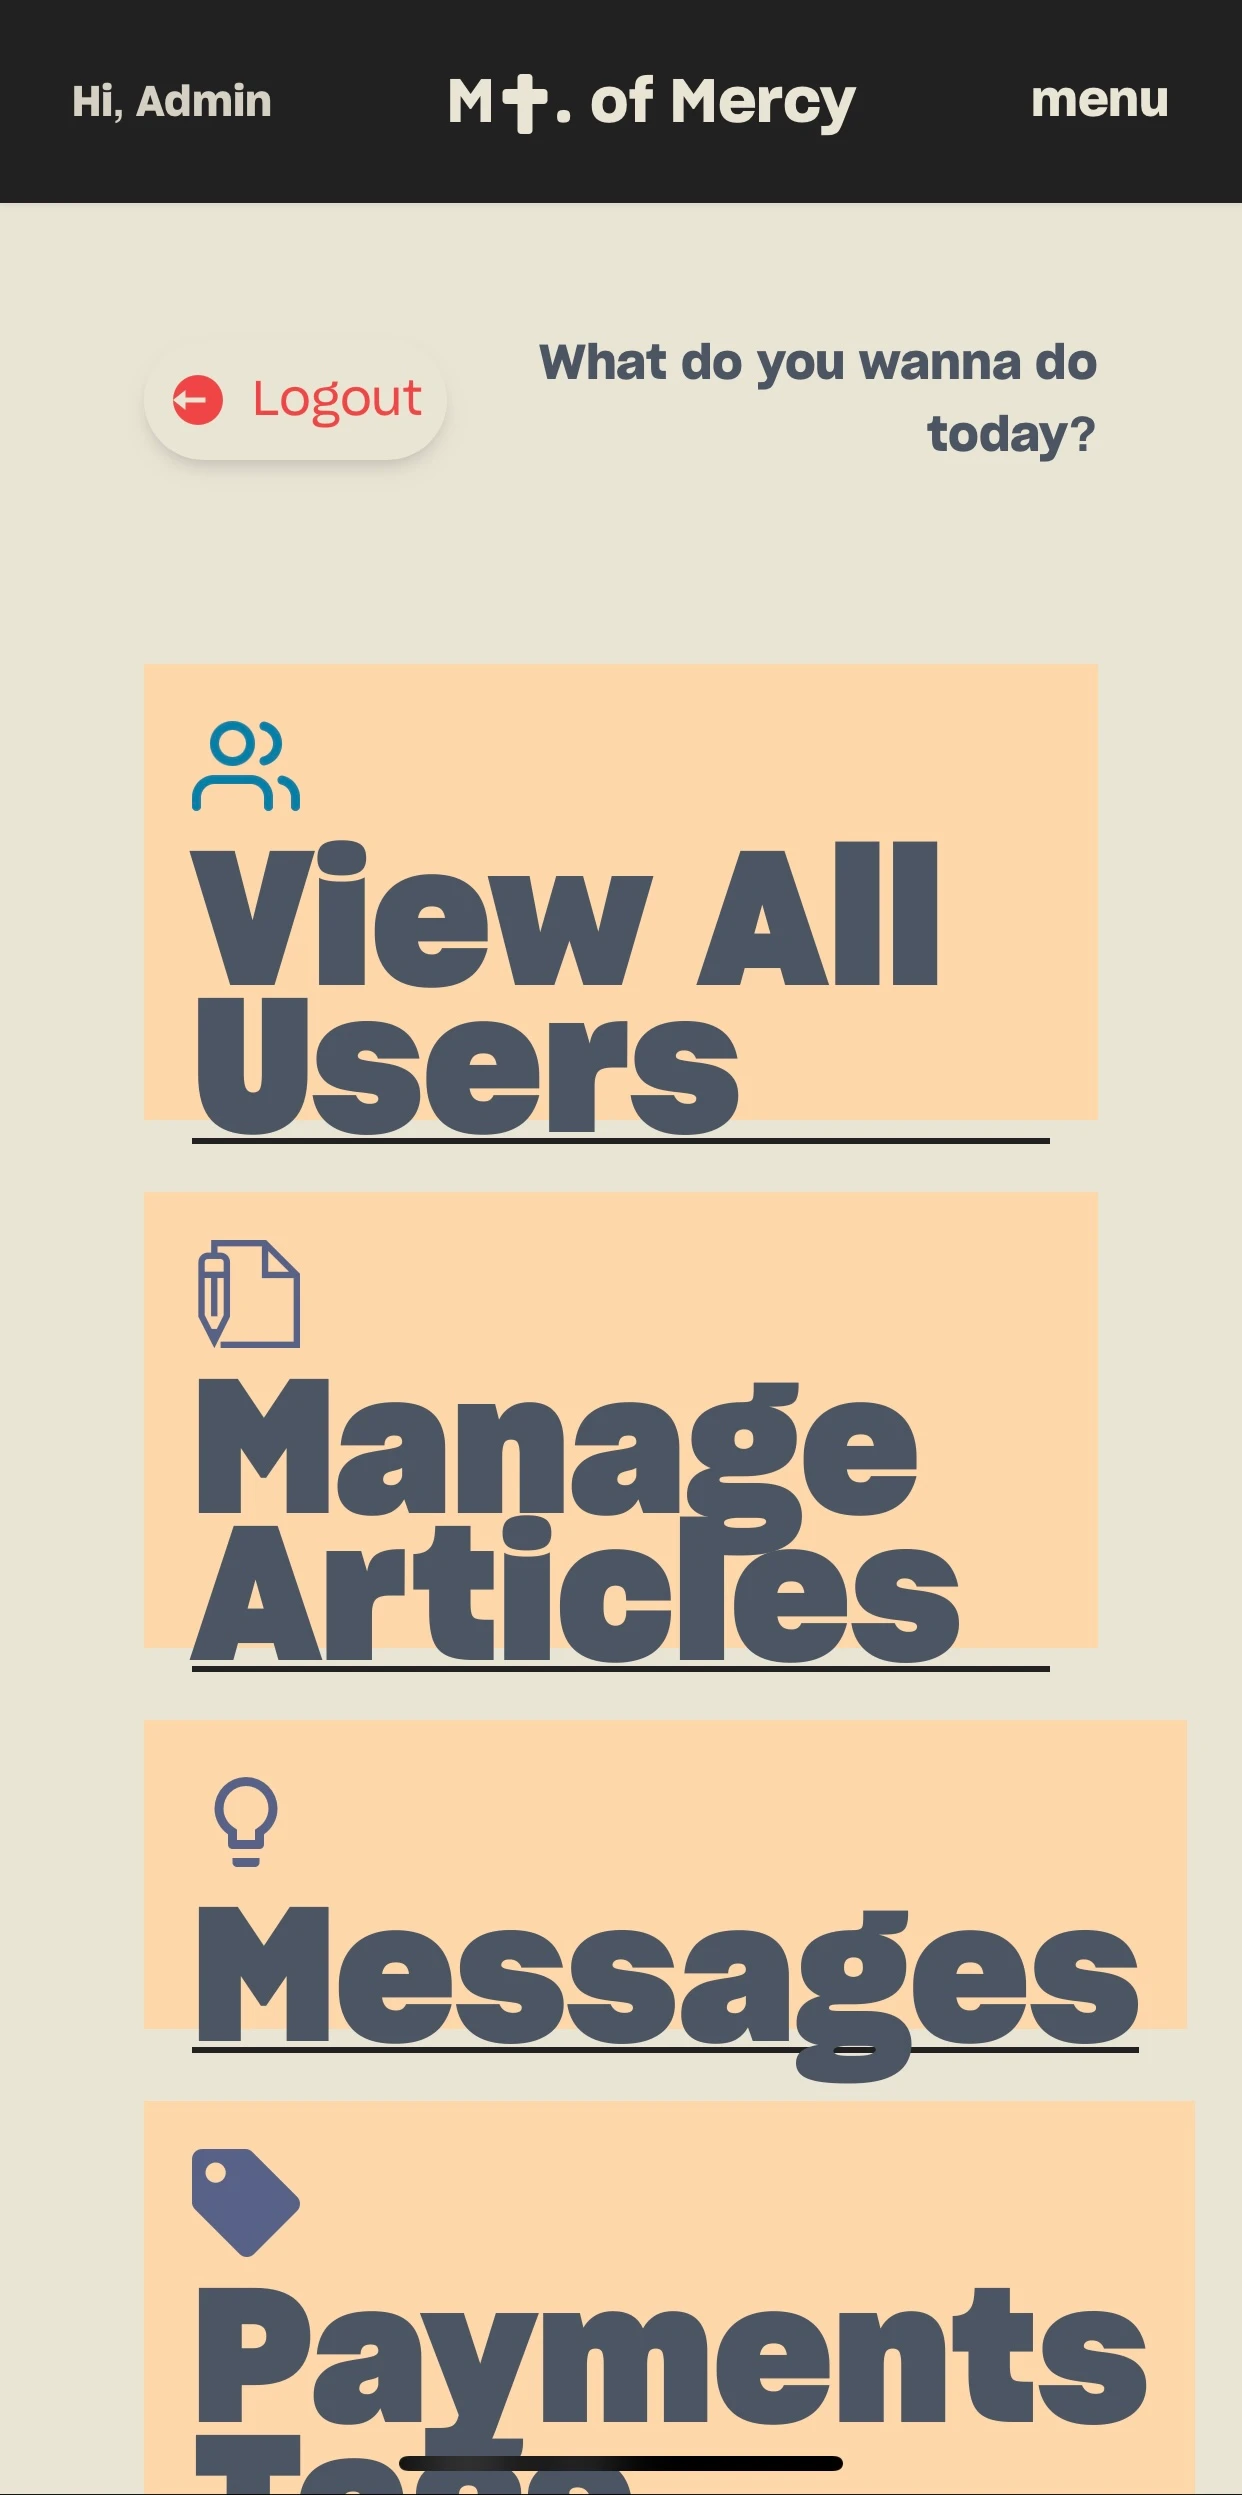 Hi, Admin
M✝. of Mercy
menu
Logout
What do you wanna do
today?
View All
Users
Manage
Articles
Messages
Payments